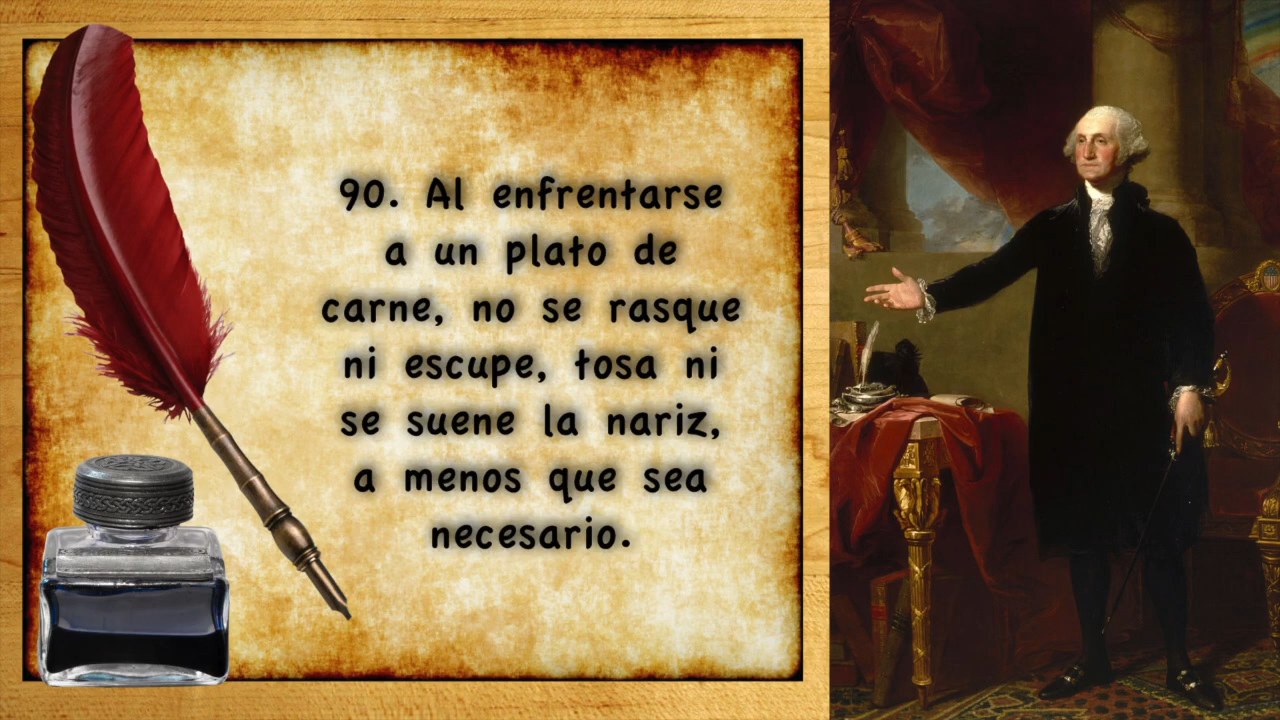 90. Al enfrentarse
a un plato de
carne, no se rasque
ni escupe, tosa ni
se suene la nariz,
a menos que sea
necesario.